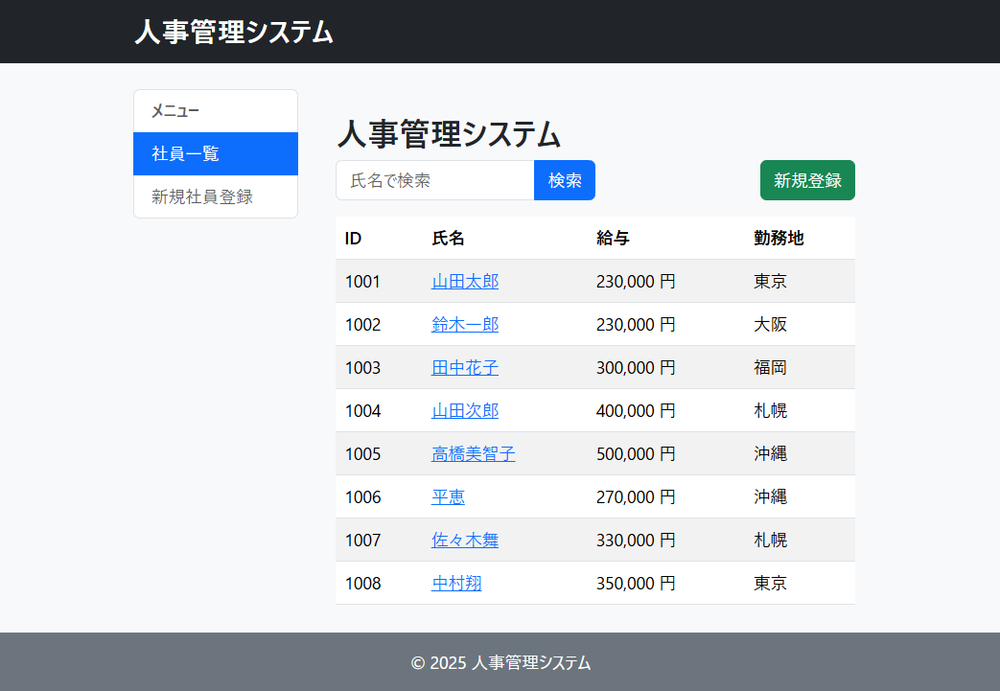 人事管理システム
メニュー
社員一覧
新規社員登録
人事管理システム
氏名で検索 検索 新規登録
ID 氏名 給与 勤務地
1001 山田太郎 230,000 円 東京
1002 鈴木一郎 230,000 円 大阪
1003 田中花子 300,000 円 福岡
1004 山田次郎 400,000 円 札幌
1005 高橋美智子 500,000 円 沖縄
1006 平恵 270,000 円 沖縄
1007 佐々木舞 330,000 円 札幌
1008 中村翔 350,000 円 東京
© 2025 人事管理システム